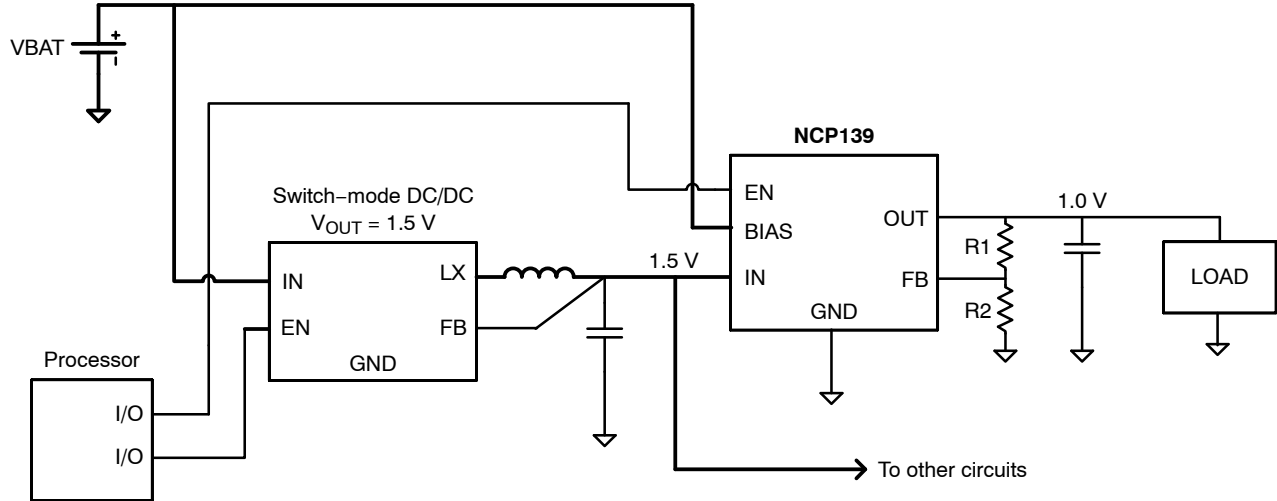 VBAT
+
NCP139
Switch−mode DC/DC
VOUT = 1.5 V
EN
BIAS
IN
GND
OUT
FB
1.0 V
R1
R2
LOAD
IN
EN
LX
FB
GND
1.5 V
Processor
I/O
I/O
To other circuits